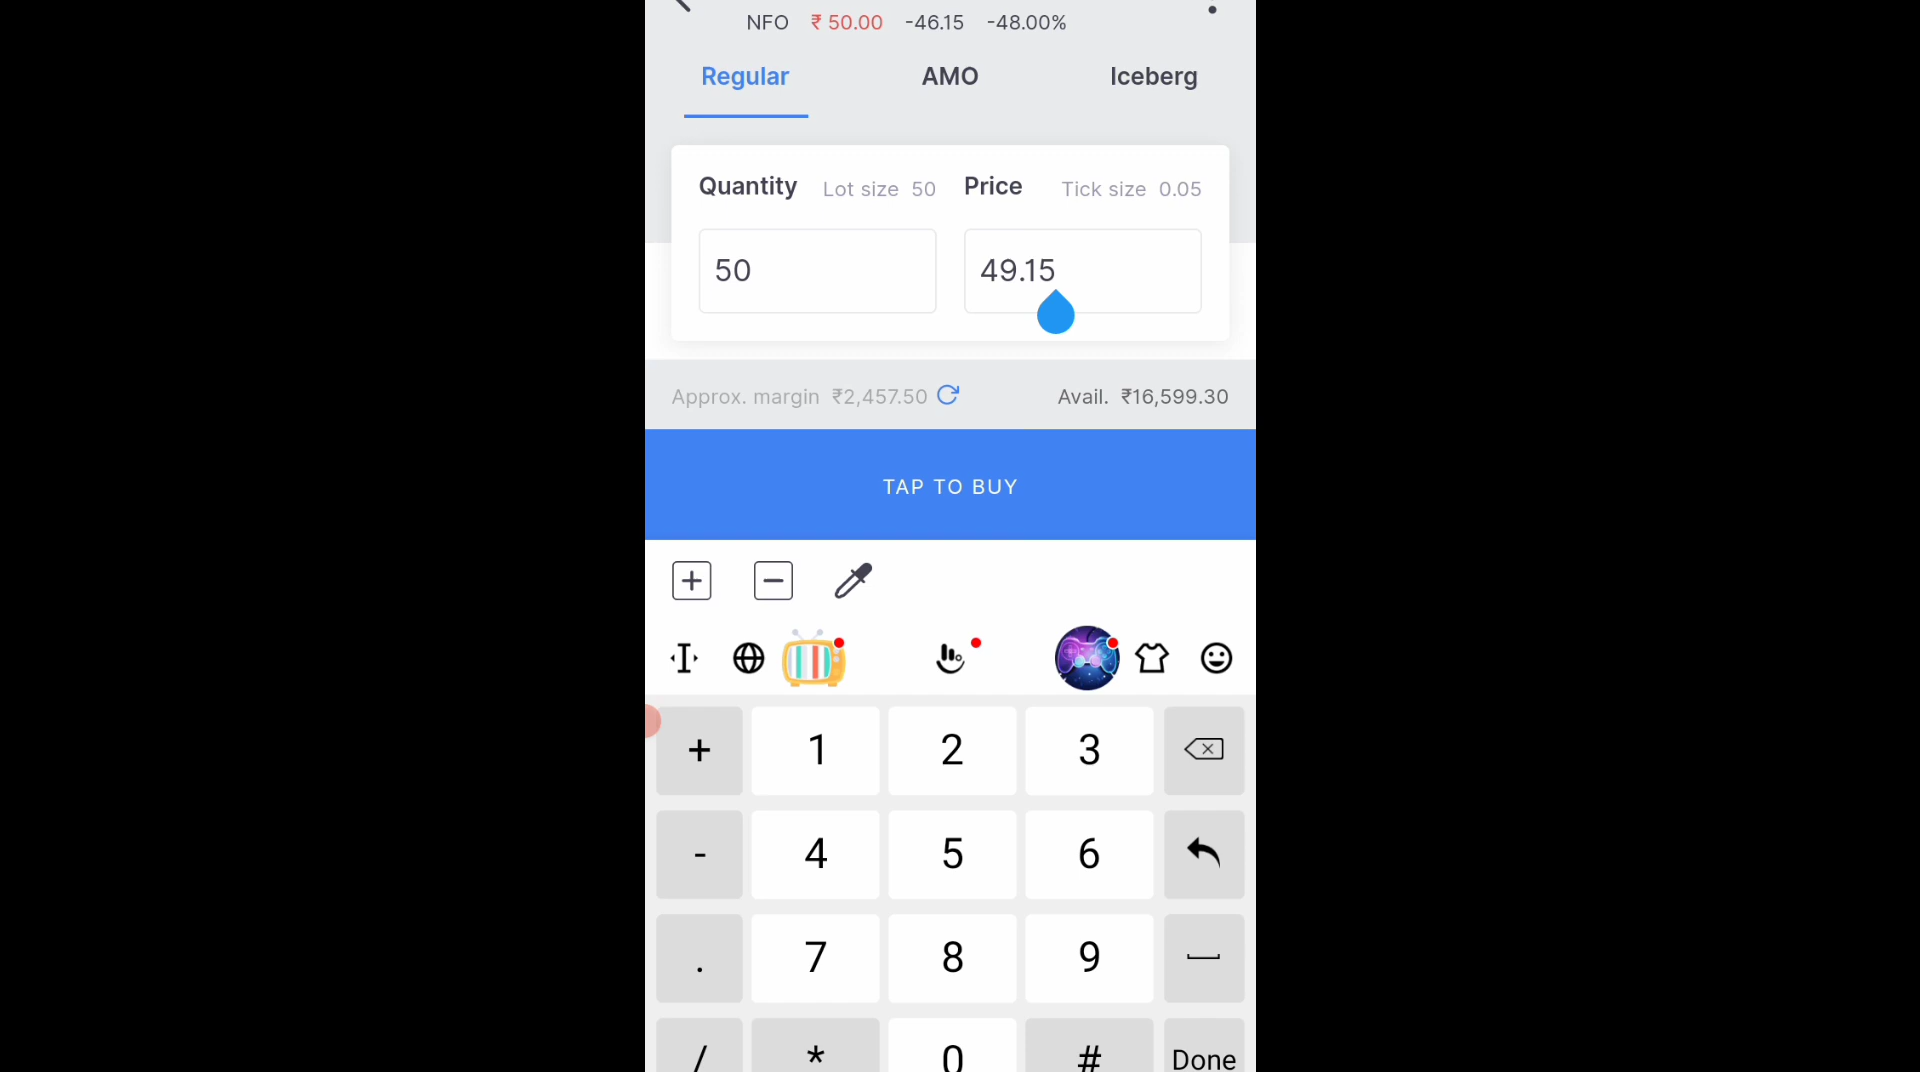 NFO ₹ 50.00 -46.15 -48.00%
Regular AMO Iceberg
Quantity Lot size 50 Price Tick size 0.05
50 49.15
Approx. margin ₹2,457.50 Avail. ₹16,599.30
TAP TO BUY
+ 1 2 3
- 4 5 6
. 7 8 9
/ * 0 # Done